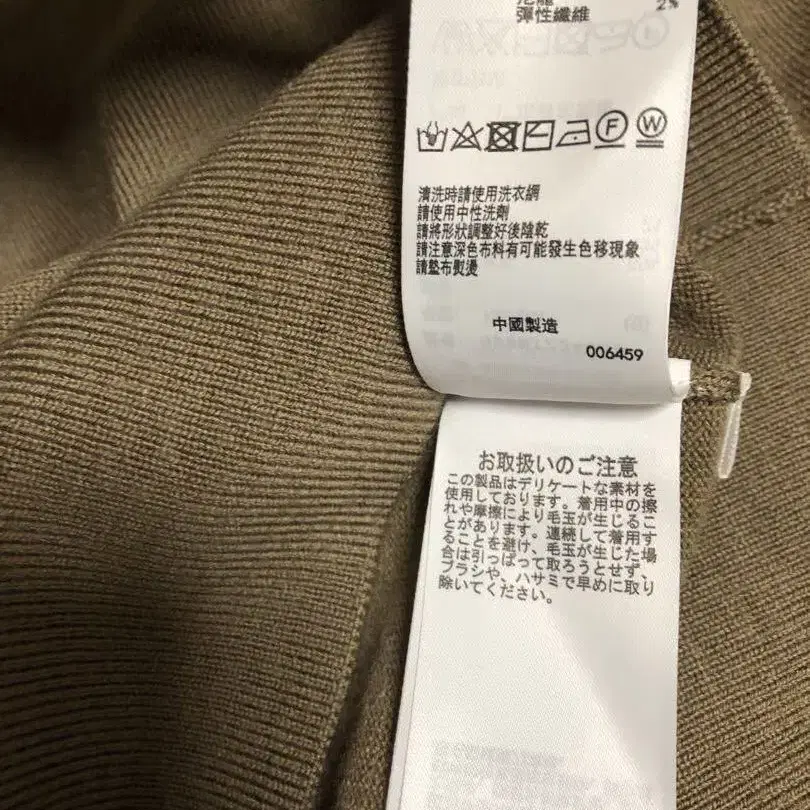 彈性纖維 2%
F W
清洗時請使用洗衣網
請使用中性洗劑
請將形狀調整好後陰乾
請注意深色布料有可能發生色移現象
請墊布熨燙
中國製造
006459
お取扱いのご注意
この製品はデリケートな素材を
使用しております。着用中の擦
れや摩擦により毛玉が生じるこ
とがあります。連続して着用す
ることを避け、毛玉が生じた場
合は引っぱって取ろうとせず、
ブラシや、ハサミで早めに取り
除いてください。